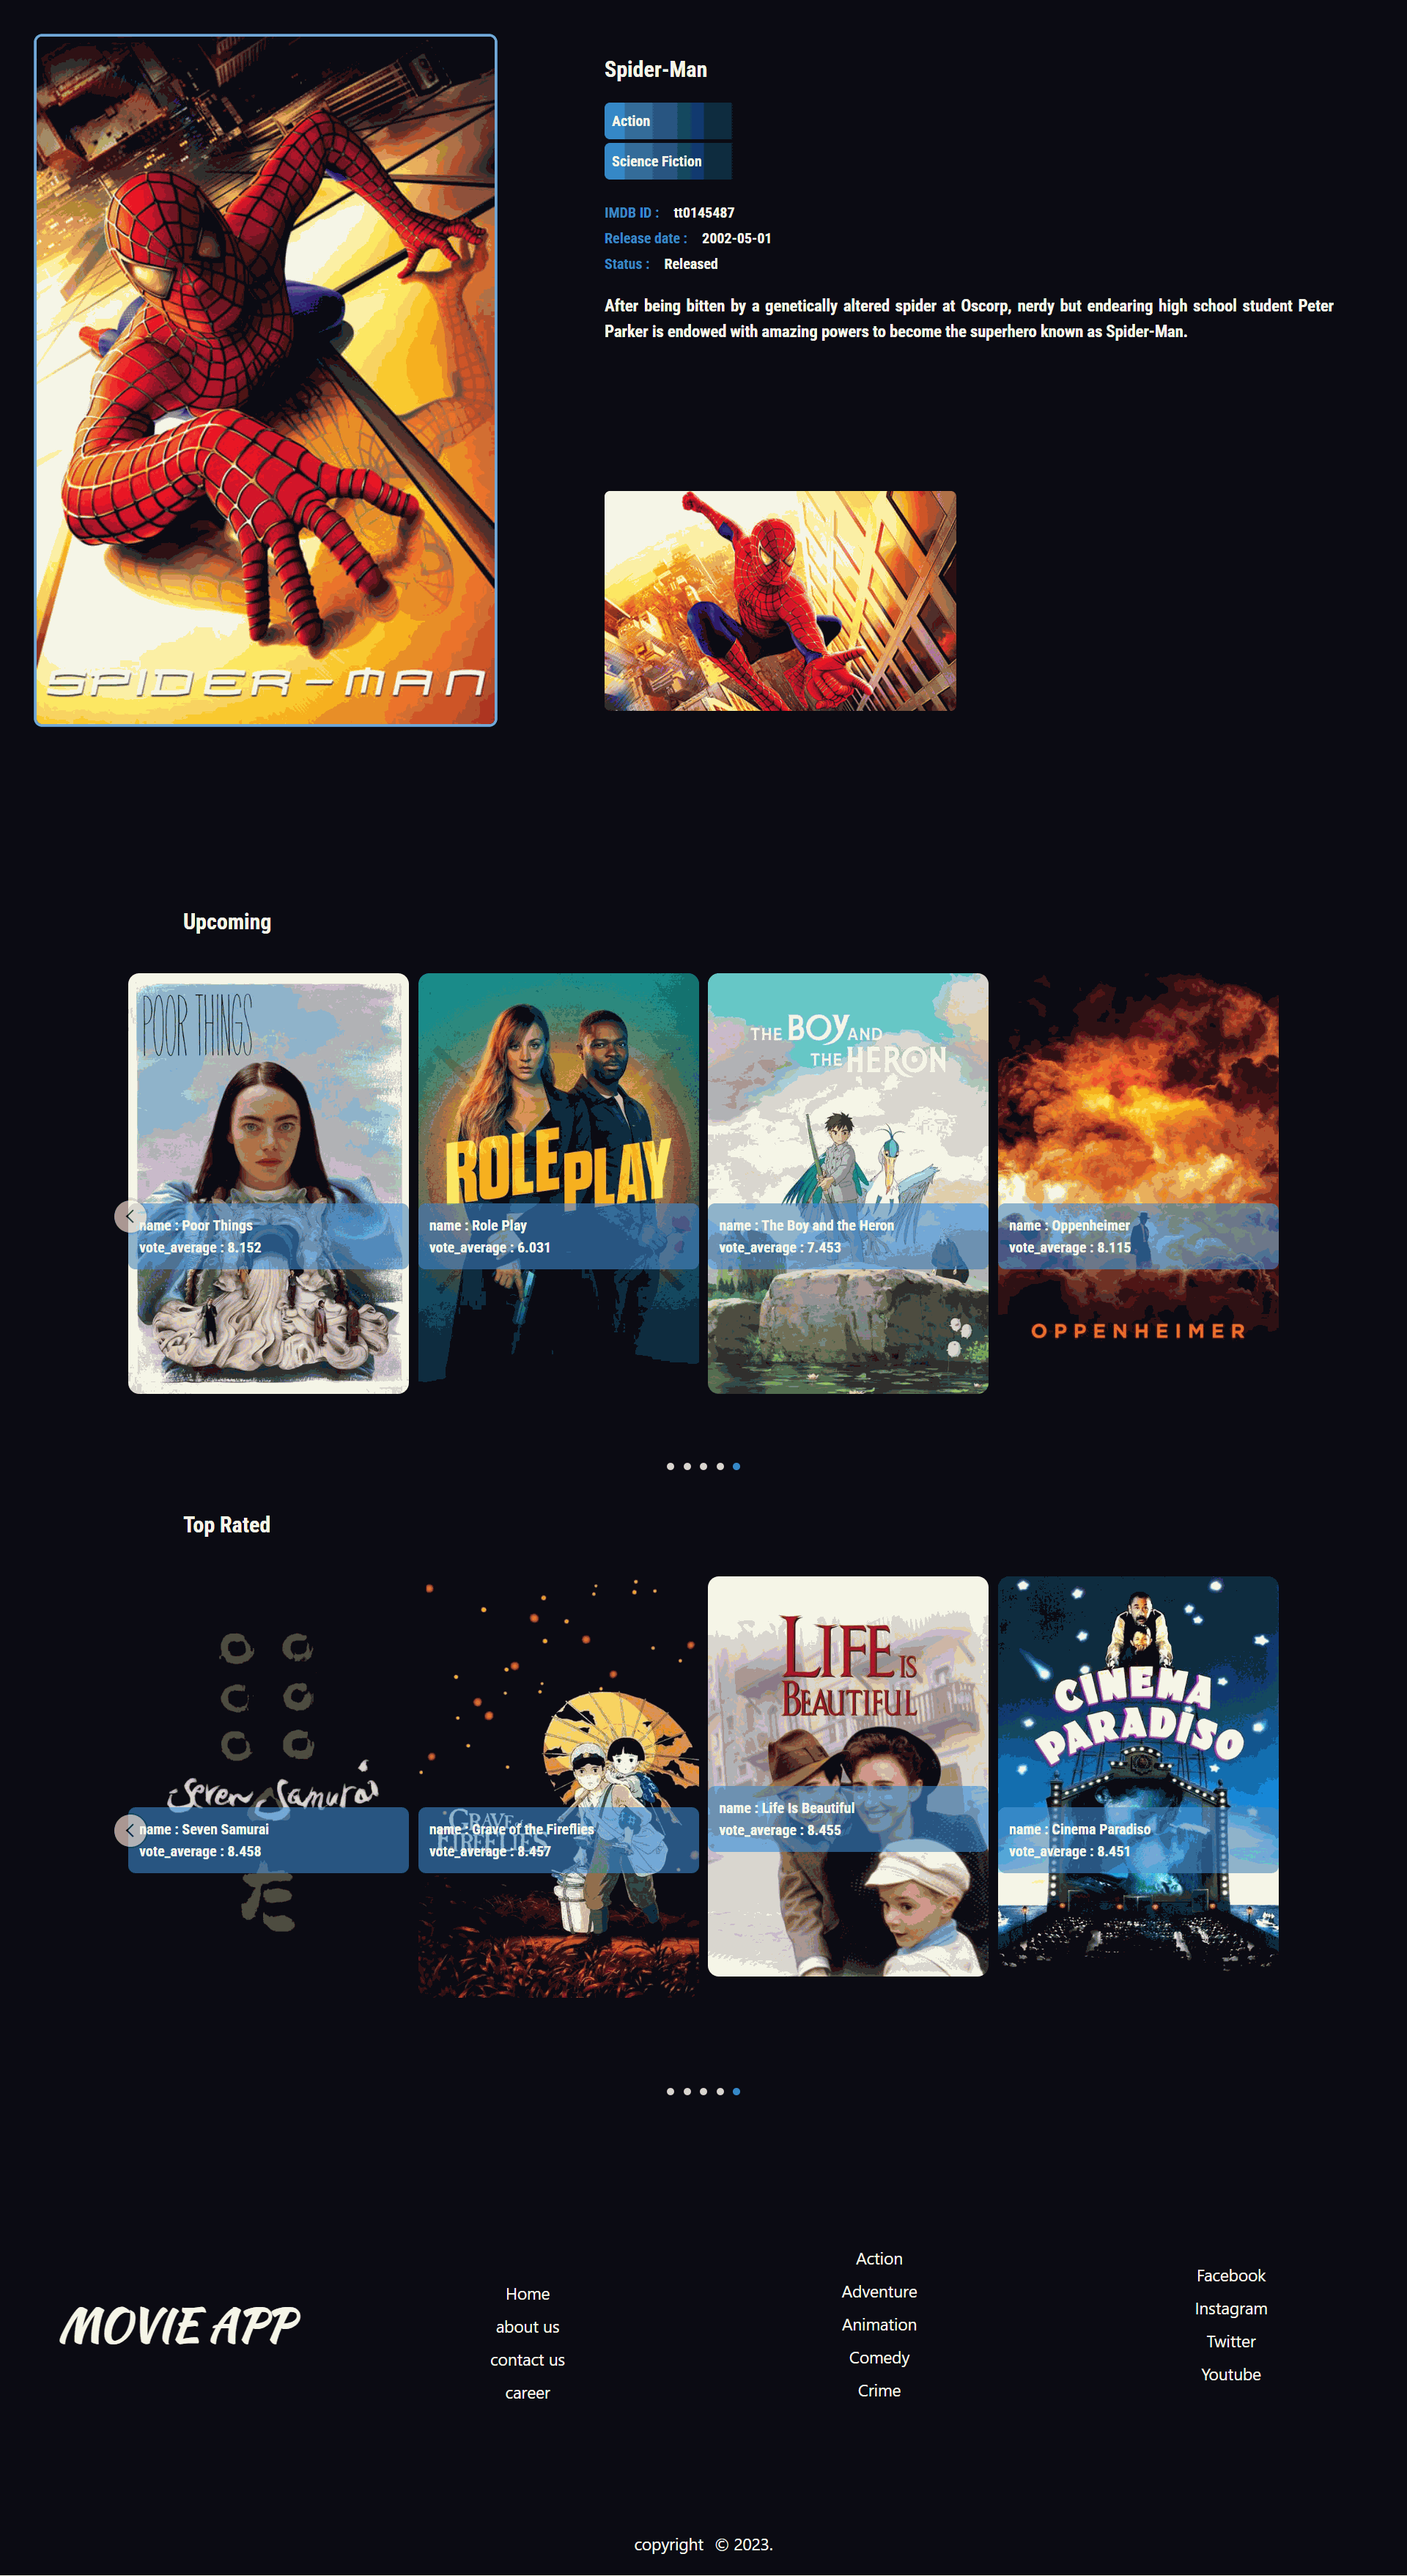 SPIDER-MAN
Spider-Man
Action
Science Fiction
IMDB ID : tt0145487
Release date : 2002-05-01
Status : Released
After being bitten by a genetically altered spider at Oscorp, nerdy but endearing high school student Peter
Parker is endowed with amazing powers to become the superhero known as Spider-Man.
Upcoming
POOR THINGS
name : Poor Things
vote_average : 8.152
ROLE PLAY
name : Role Play
vote_average : 6.031
THE BOY AND
THE HERON
name : The Boy and the Heron
vote_average : 7.453
name : Oppenheimer
vote_average : 8.115
OPPENHEIMER
Top Rated
Seven Samurai
name : Seven Samurai
vote_average : 8.458
た
GRAVE OF THE
FIREFLIES
name : Grave of the Fireflies
vote_average : 8.457
LIFE IS
BEAUTIFUL
name : Life Is Beautiful
vote_average : 8.455
CINEMA
PARADISO
name : Cinema Paradiso
vote_average : 8.451
MOVIE APP
Home
about us
contact us
career
Action
Adventure
Animation
Comedy
Crime
Facebook
Instagram
Twitter
Youtube
copyright © 2023.